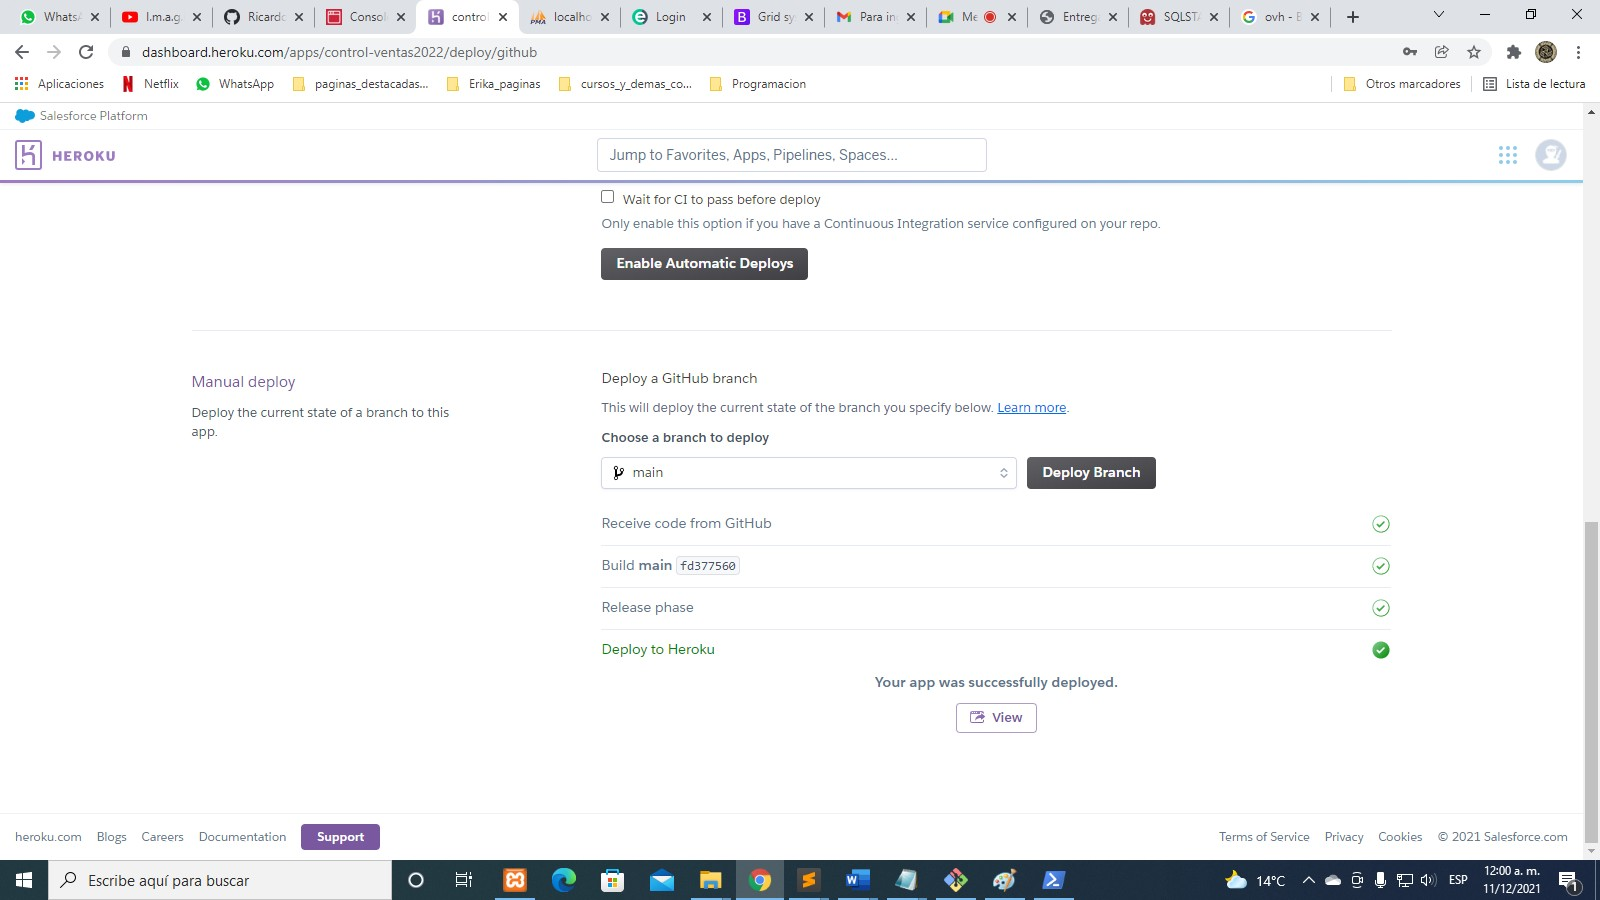 WhatsA
l.m.a.g.
Ricardo
Consol
control
localho
Login
Grid sy
Para in
Me
Entrega
SQLSTA
ovh - B
dashboard.heroku.com/apps/control-ventas2022/deploy/github
Aplicaciones
Netflix
WhatsApp
paginas_destacadas...
Erika_paginas
cursos_y_demas_co...
Programacion
Otros marcadores
Lista de lectura
Salesforce Platform
HEROKU
Jump to Favorites, Apps, Pipelines, Spaces...
Wait for CI to pass before deploy
Only enable this option if you have a Continuous Integration service configured on your repo.
Enable Automatic Deploys
Manual deploy
Deploy the current state of a branch to this
app.
Deploy a GitHub branch
This will deploy the current state of the branch you specify below. Learn more.
Choose a branch to deploy
main
Deploy Branch
Receive code from GitHub
Build main fd377560
Release phase
Deploy to Heroku
Your app was successfully deployed.
View
heroku.com
Blogs
Careers
Documentation
Support
Terms of Service
Privacy
Cookies
© 2021 Salesforce.com
Escribe aquí para buscar
14°C
ESP
12:00 a. m.
11/12/2021
1